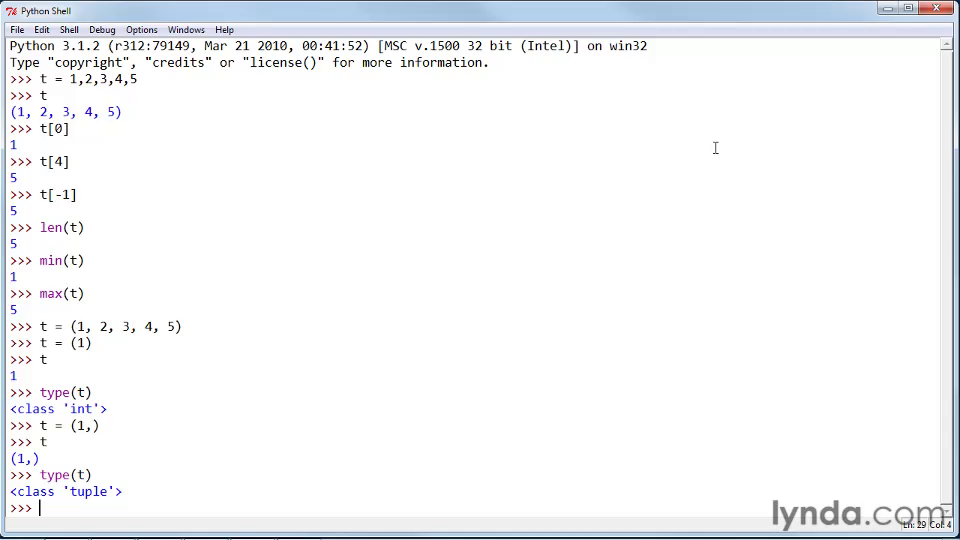 Python Shell
File Edit Shell Debug Options Windows Help
Python 3.1.2 (r312:79149, Mar 21 2010, 00:41:52) [MSC v.1500 32 bit (Intel)] on win32
Type "copyright", "credits" or "license()" for more information.
>>> t = 1,2,3,4,5
>>> t
(1, 2, 3, 4, 5)
>>> t[0]
1
>>> t[4]
5
>>> t[-1]
5
>>> len(t)
5
>>> min(t)
1
>>> max(t)
5
>>> t = (1, 2, 3, 4, 5)
>>> t = (1)
>>> t
1
>>> type(t)
<class 'int'>
>>> t = (1,)
>>> t
(1,)
>>> type(t)
<class 'tuple'>
>>>
lynda.com
Ln: 29 Col: 4